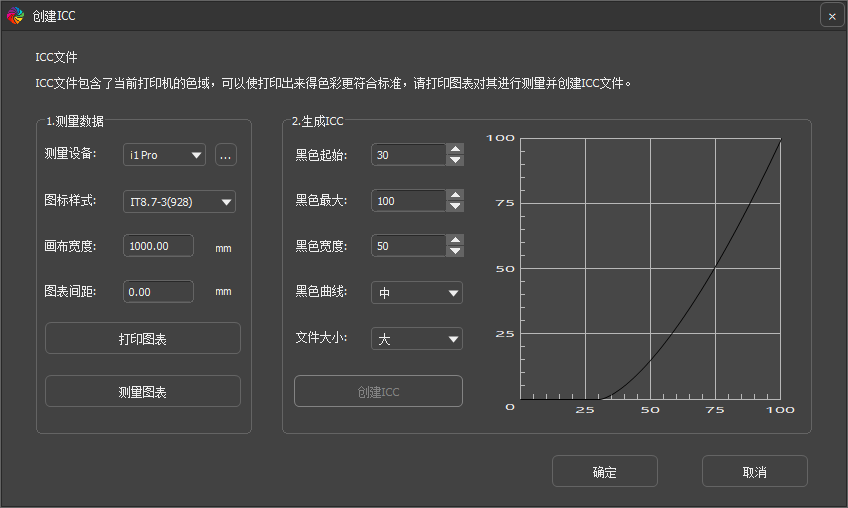 创建ICC
ICC文件
ICC文件包含了当前打印机的色域，可以使打印出来得色彩更符合标准，请打印图表对其进行测量并创建ICC文件。
1.测量数据
测量设备: i1 Pro ...
图标样式: IT8.7-3(928)
画布宽度: 1000.00 mm
图表间距: 0.00 mm
打印图表
测量图表
2.生成ICC
黑色起始: 30
黑色最大: 100
黑色宽度: 50
黑色曲线: 中
文件大小: 大
创建ICC
100
75
50
25
0
25 50 75 100
确定 取消